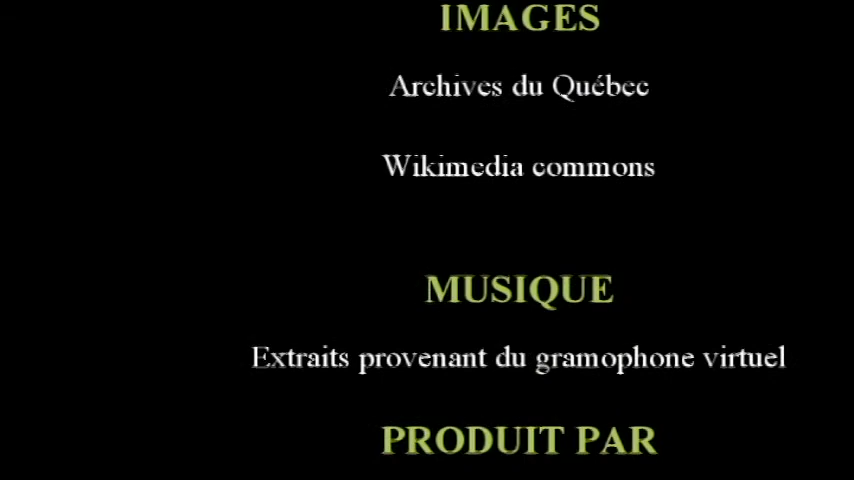 IMAGES
Archives du Québec
Wikimedia commons
MUSIQUE
Extraits provenant du gramophone virtuel
PRODUIT PAR